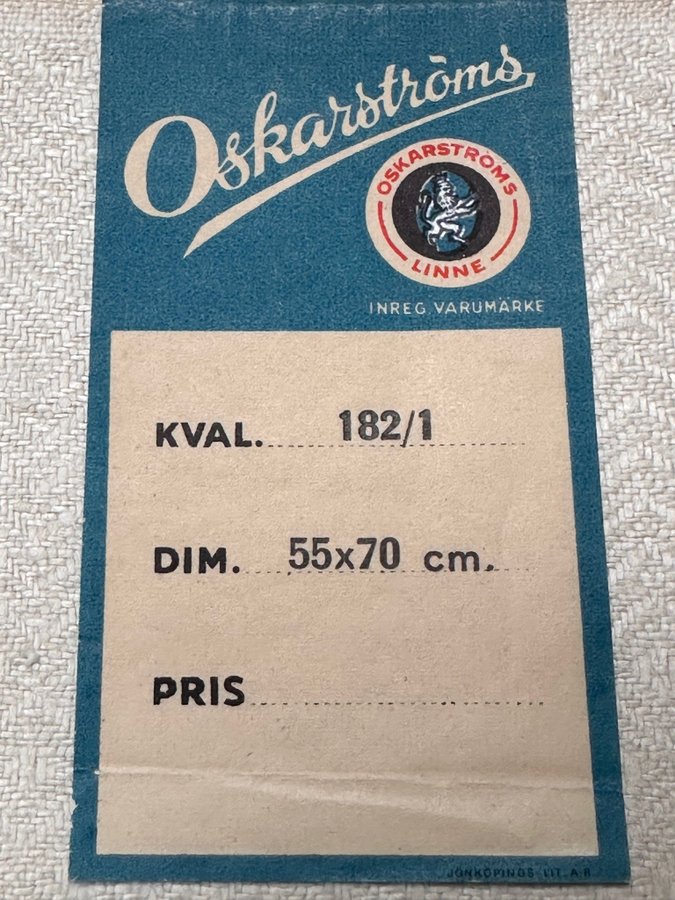 Oskarströms
OSKARSTRÖMS
LINNE
INREG VARUMÄRKE
KVAL. 182/1
DIM. 55x70 cm.
PRIS
JÖNKÖPINGS LIT. A.B